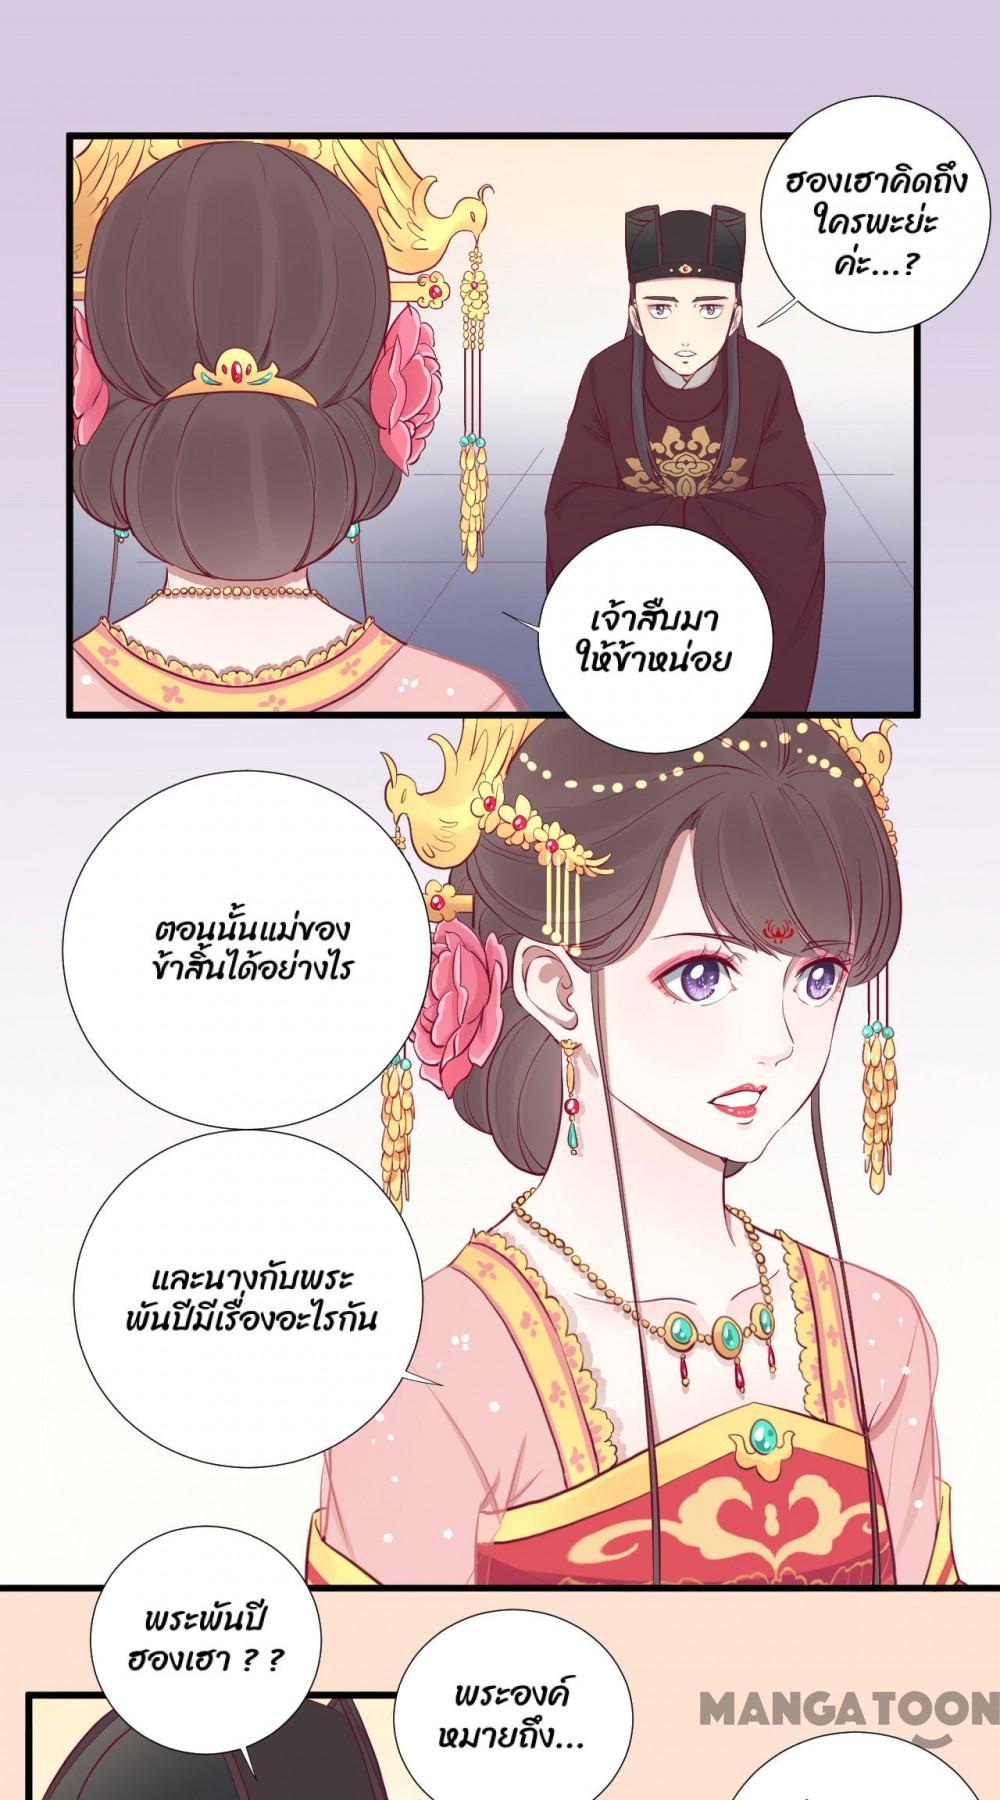 ฮองเฮาคิดถึง
ใครพะย่ะ
ค่ะ...?
เจ้าสืบมา
ให้ข้าหน่อย
ตอนนั้นแม่ของ
ข้าสิ้นได้อย่างไร
และนางกับพระ
พันปีมีเรื่องอะไรกัน
พระพันปี
ฮองเฮา ? ?
พระองค์
หมายถึง...
MANGATOON